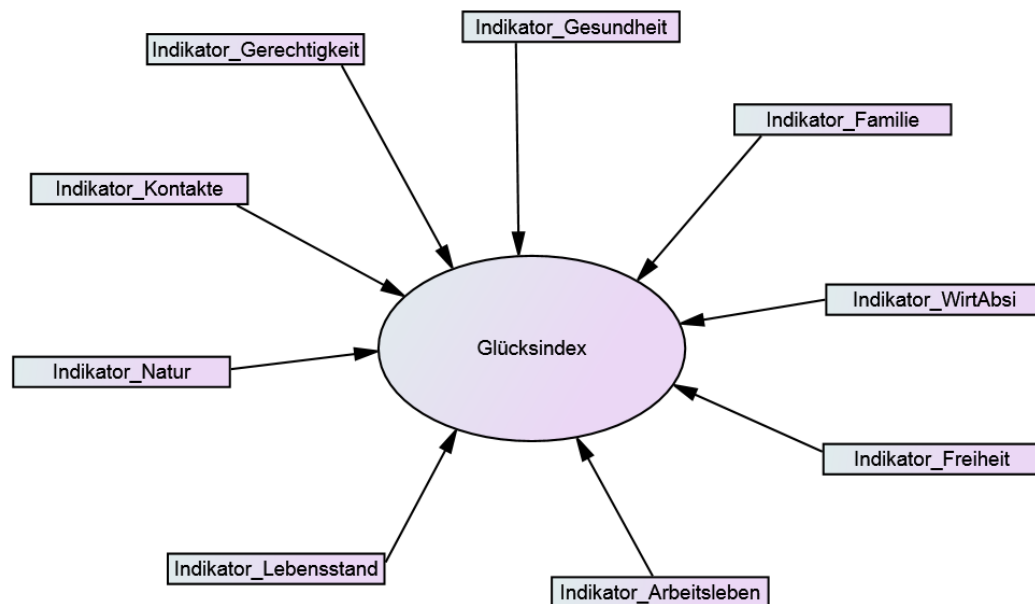 Indikator_Gesundheit
Indikator_Gerechtigkeit
Indikator_Familie
Indikator_Kontakte
Indikator_WirtAbsi
Glücksindex
Indikator_Natur
Indikator_Freiheit
Indikator_Lebensstand
Indikator_Arbeitsleben